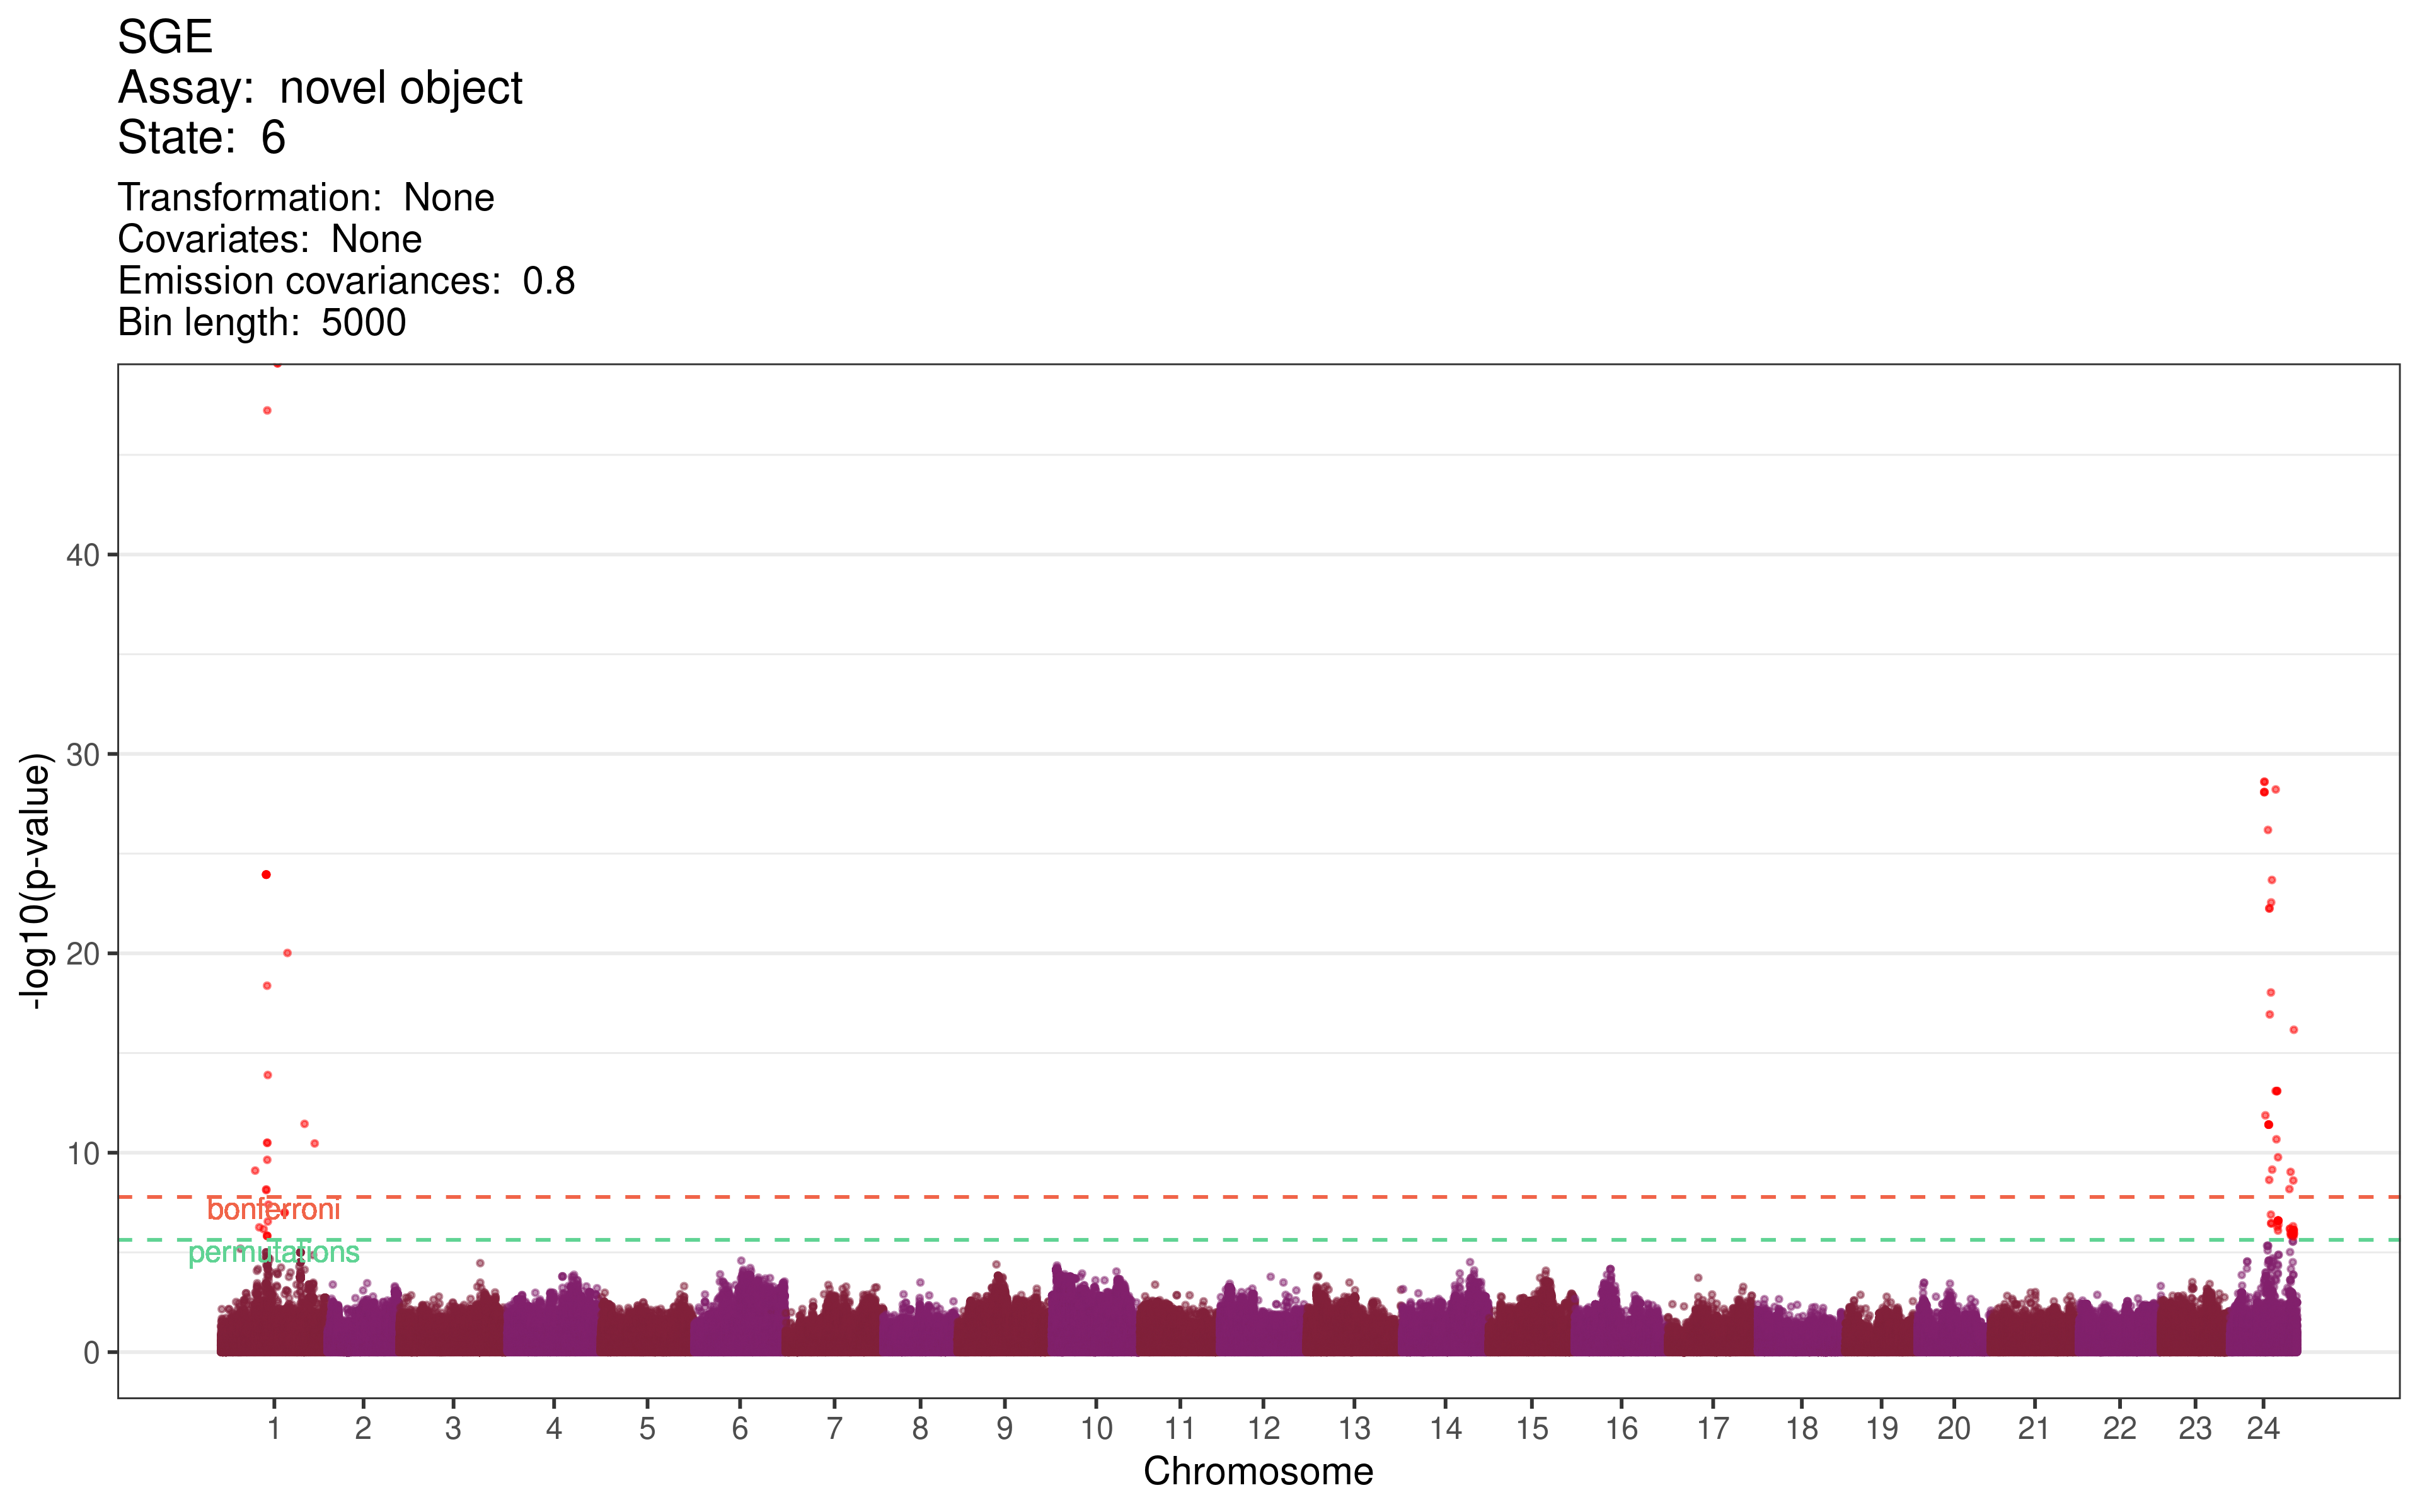 SGE
Assay:  novel object
State:  6
Transformation:  None
Covariates:  None
Emission covariances:  0.8
Bin length:  5000
-log10(p-value)
40
30
20
10
0
bonferroni
permutations
1 2 3 4 5 6 7 8 9 10 11 12 13 14 15 16 17 18 19 20 21 22 23 24
Chromosome